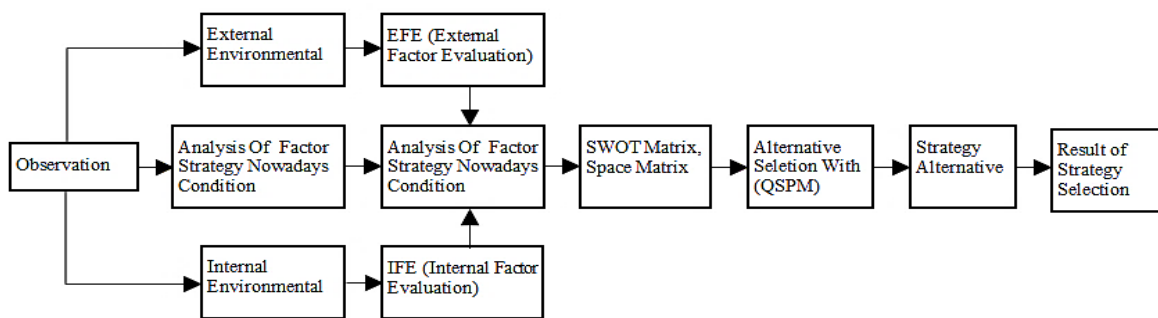 External
Environmental
EFE (External
Factor Evaluation)
Observation
Analysis Of Factor
Strategy Nowadays
Condition
Analysis Of Factor
Strategy Nowadays
Condition
SWOT Matrix,
Space Matrix
Alternative
Seletion With
(QSPM)
Strategy
Alternative
Result of
Strategy
Selection
Internal
Environmental
IFE (Internal Factor
Evaluation)